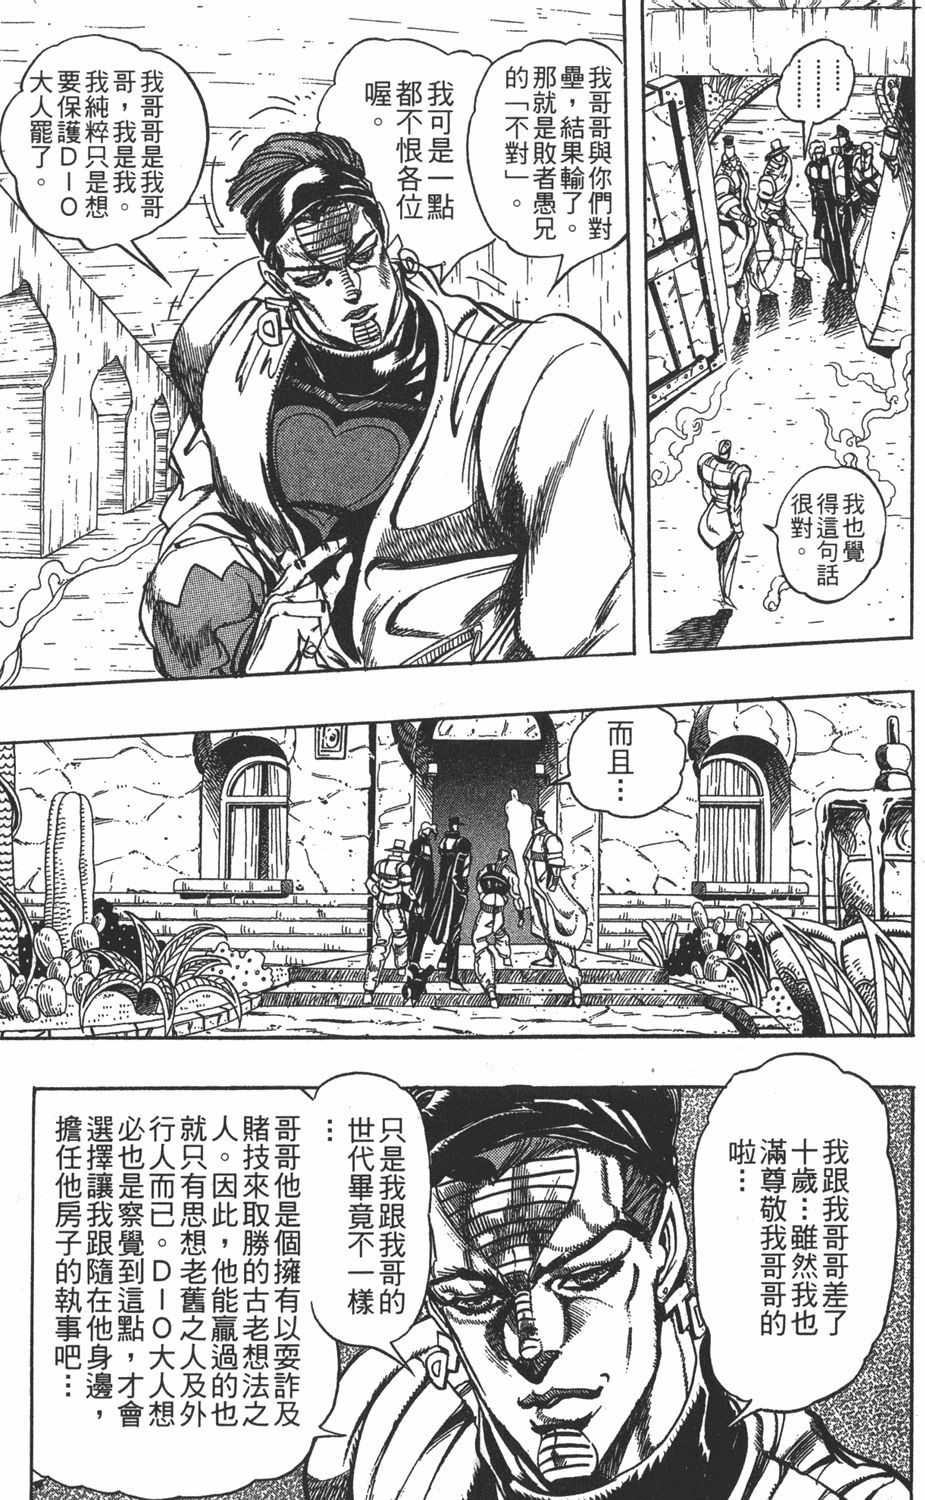 ………
………
我也覺
得這句話
很對。
我哥哥與你們對
壘，結果輸了。
那就是敗者愚兄
的「不對」。
我可是一點
都不恨各位
喔。
我哥哥是我哥
哥，我是我。
我純粹只是想
要保護DIO
大人罷了。
而且…
我跟我哥哥差了
十歲…雖然我也
滿尊敬我哥哥的
啦…
只是我跟我哥的
世代畢竟不一樣
…
哥哥他是個擁有以耍詐及
賭技來取勝的古老想法之
人。因此，他能贏過的也
就只有思想老舊之人及外
行人而已。DIO大人想
必也是察覺到這點，才會
選擇讓我跟隨在他身邊，
擔任他房子的執事吧…